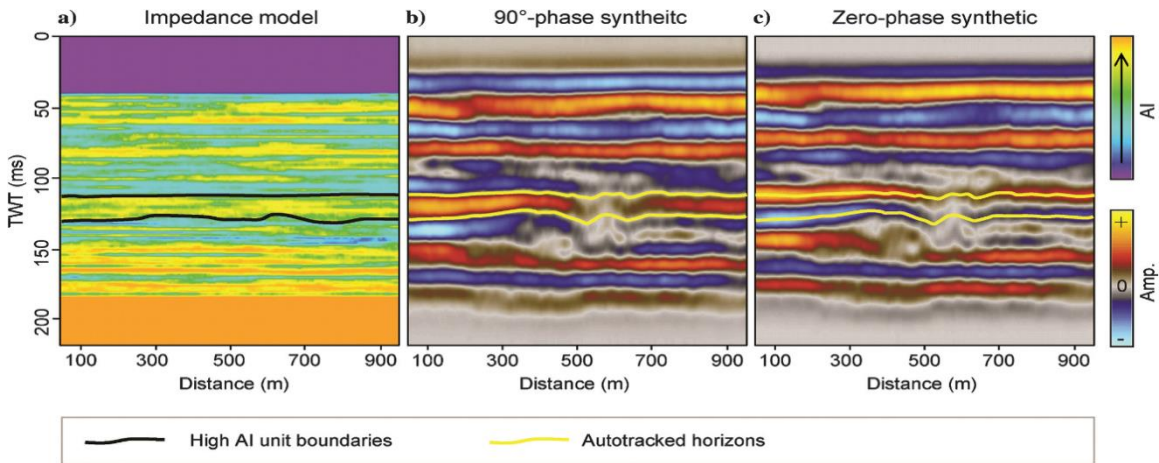 a) Impedance model
b) 90°-phase syntheitc
c) Zero-phase synthetic
0
50
100
150
200
TWT (ms)
100 300 500 700 900
Distance (m)
100 300 500 700 900
Distance (m)
100 300 500 700 900
Distance (m)
AI
+
0
-
Amp.
High AI unit boundaries
Autotracked horizons